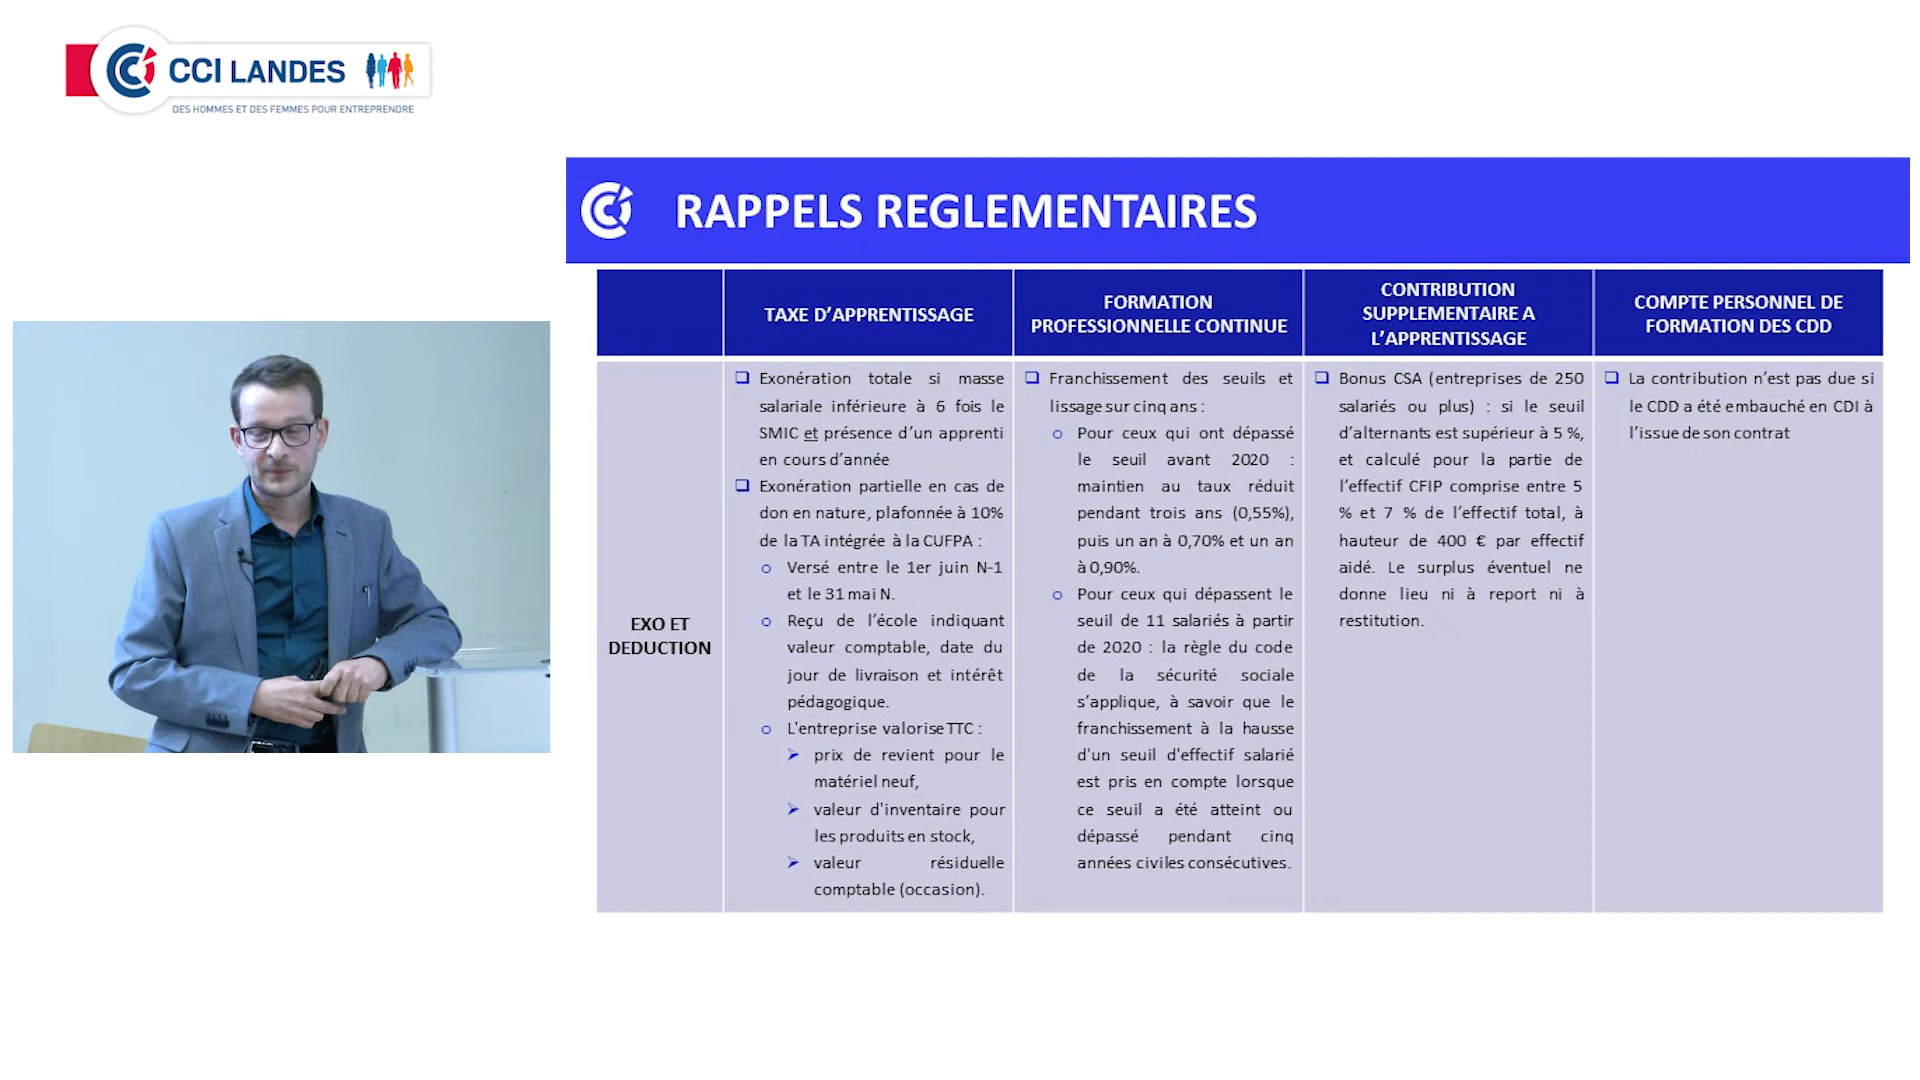 CCI LANDES
DES HOMMES ET DES FEMMES POUR ENTREPRENDRE
RAPPELS REGLEMENTAIRES
TAXE D’APPRENTISSAGE
FORMATION
PROFESSIONNELLE CONTINUE
CONTRIBUTION
SUPPLEMENTAIRE A
L’APPRENTISSAGE
COMPTE PERSONNEL DE
FORMATION DES CDD
EXO ET
DEDUCTION
Exonération totale si masse
salariale inférieure à 6 fois le
SMIC et présence d’un apprenti
en cours d’année
Exonération partielle en cas de
don en nature, plafonnée à 10%
de la TA intégrée à la CUFPA :
Versé entre le 1er juin N-1
et le 31 mai N.
Reçu de l’école indiquant
valeur comptable, date du
jour de livraison et intérêt
pédagogique.
L'entreprise valorise TTC :
prix de revient pour le
matériel neuf,
valeur d'inventaire pour
les produits en stock,
valeur résiduelle
comptable (occasion).
Franchissement des seuils et
lissage sur cinq ans :
Pour ceux qui ont dépassé
le seuil avant 2020 :
maintien au taux réduit
pendant trois ans (0,55%),
puis un an à 0,70% et un an
à 0,90%.
Pour ceux qui dépassent le
seuil de 11 salariés à partir
de 2020 : la règle du code
de la sécurité sociale
s’applique, à savoir que le
franchissement à la hausse
d'un seuil d'effectif salarié
est pris en compte lorsque
ce seuil a été atteint ou
dépassé pendant cinq
années civiles consécutives.
Bonus CSA (entreprises de 250
salariés ou plus) : si le seuil
d’alternants est supérieur à 5 %,
et calculé pour la partie de
l’effectif CFIP comprise entre 5
% et 7 % de l’effectif total, à
hauteur de 400 € par effectif
aidé. Le surplus éventuel ne
donne lieu ni à report ni à
restitution.
La contribution n’est pas due si
le CDD a été embauché en CDI à
l’issue de son contrat